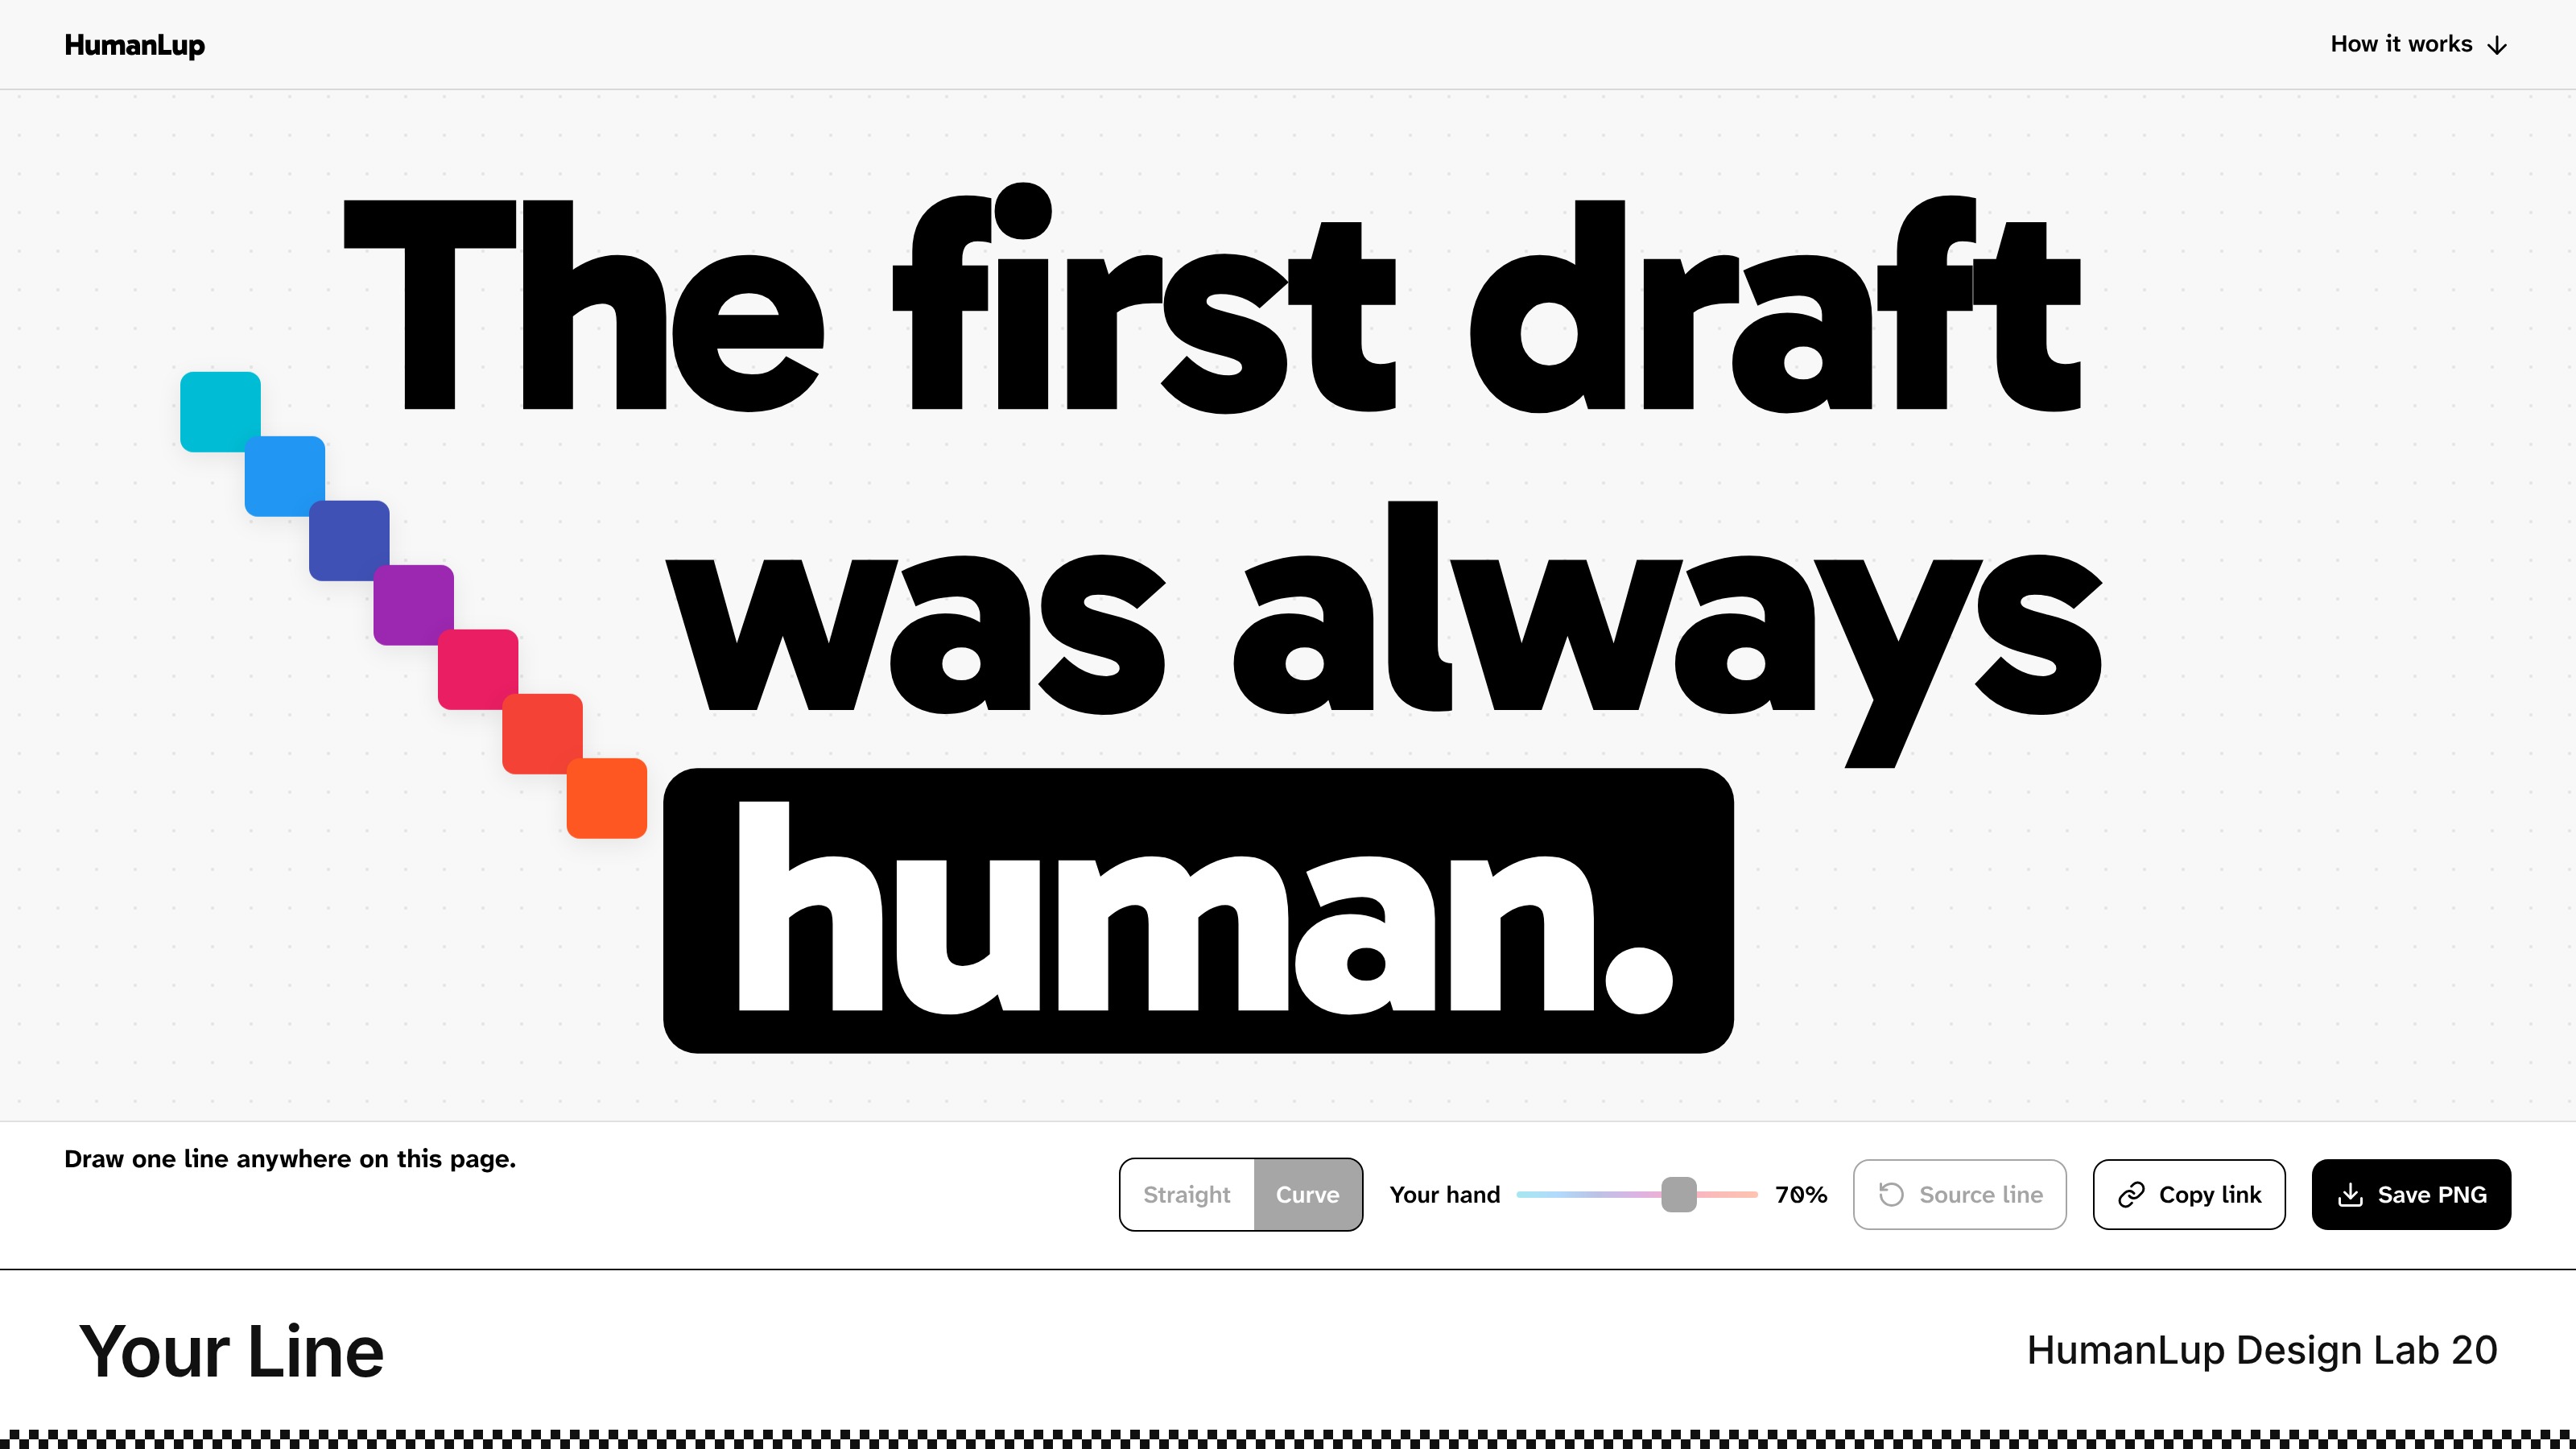 HumanLup
How it works
The first draft
was always
human.
Draw one line anywhere on this page.
Straight
Curve
Your hand
70%
Source line
Copy link
Save PNG
Your Line
HumanLup Design Lab 20